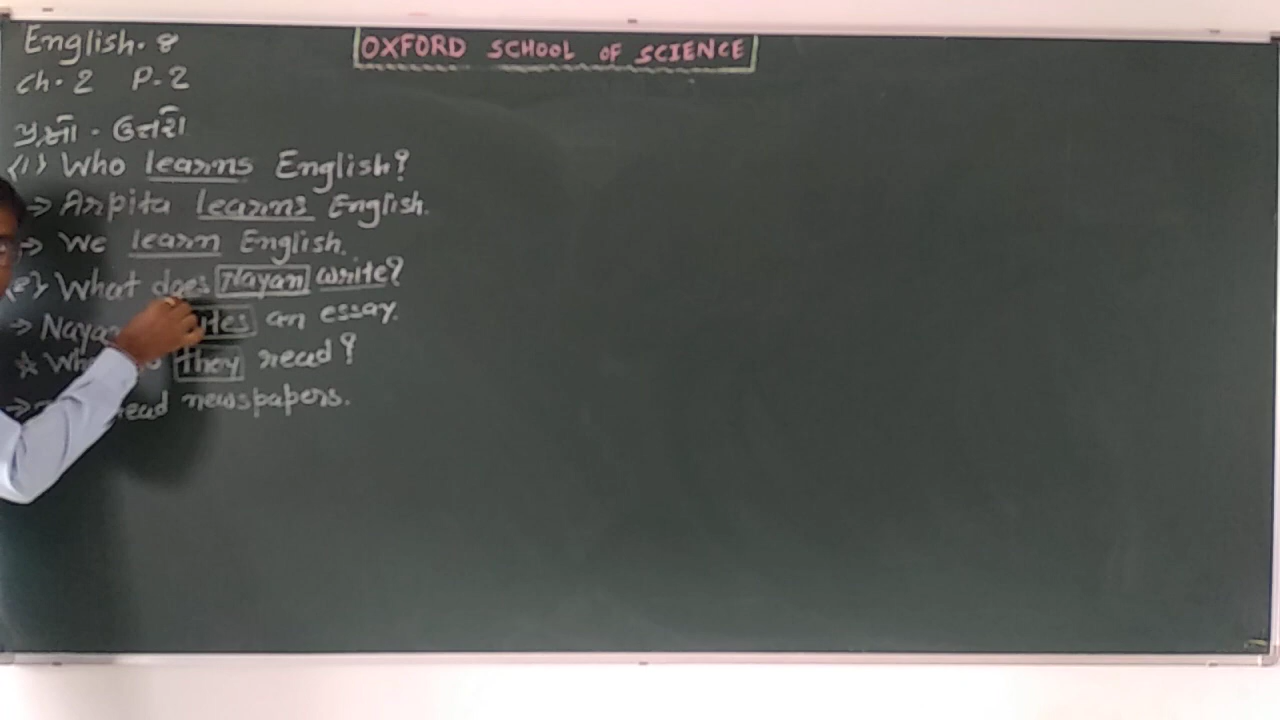 English. 8
OXFORD SCHOOL OF SCIENCE
Ch. 2 P. 2
પ્રશ્નો - ઉત્તરો
(1) Who learns English?
→ Arpita learns English.
→ We learn English.
(2) What does Nayan write?
→ an essay.
★ they read?
→ read newspapers.